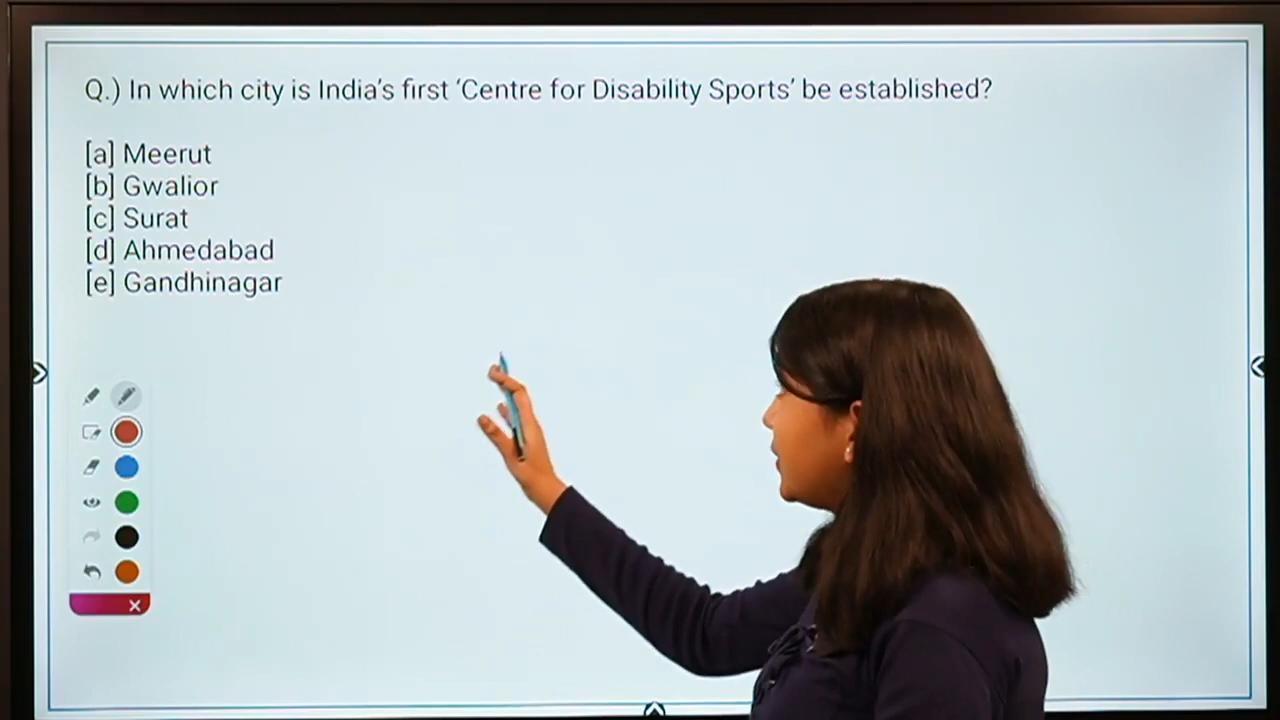 Q.) In which city is India's first ‘Centre for Disability Sports’ be established?
[a] Meerut
[b] Gwalior
[c] Surat
[d] Ahmedabad
[e] Gandhinagar